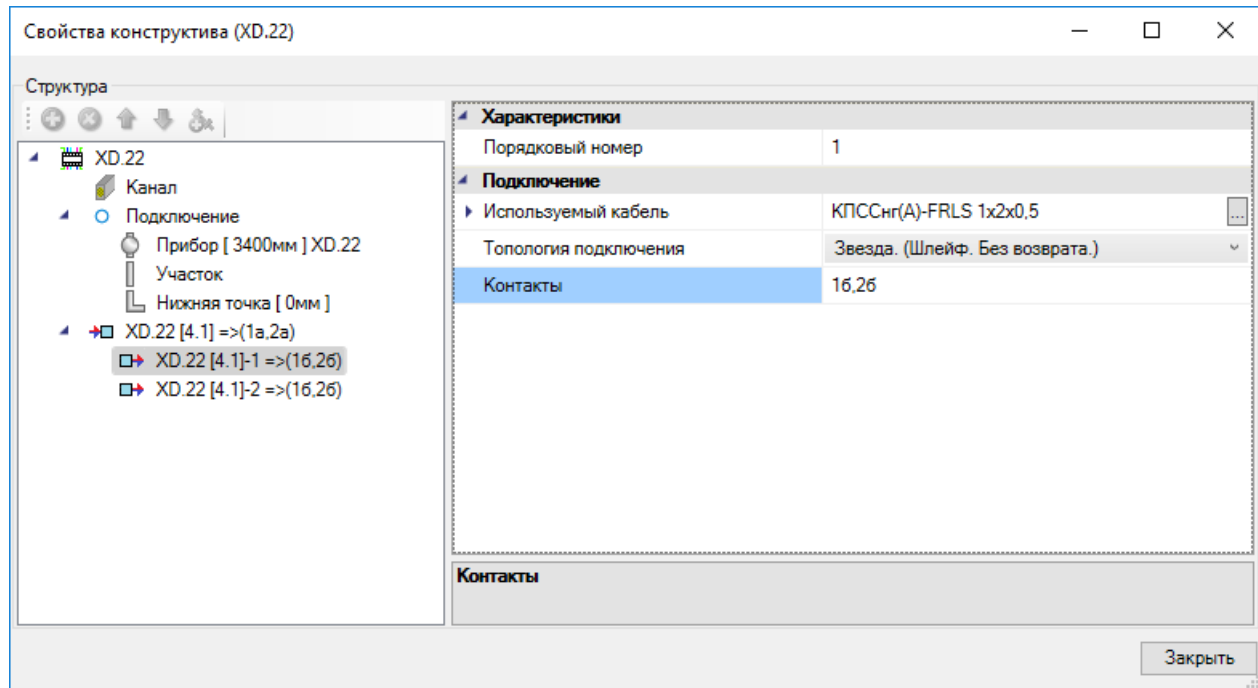 Свойства конструктива (XD.22)
Структура
XD.22
Канал
Подключение
Прибор [ 3400мм ] XD.22
Участок
Нижняя точка [ 0мм ]
XD.22 [4.1] =>(1а,2а)
XD.22 [4.1]-1 =>(1б,2б)
XD.22 [4.1]-2 =>(1б,2б)
Характеристики
Порядковый номер 1
Подключение
Используемый кабель КПССнг(А)-FRLS 1x2x0,5 ...
Топология подключения Звезда. (Шлейф. Без возврата.)
Контакты 1б,2б
Контакты
Закрыть